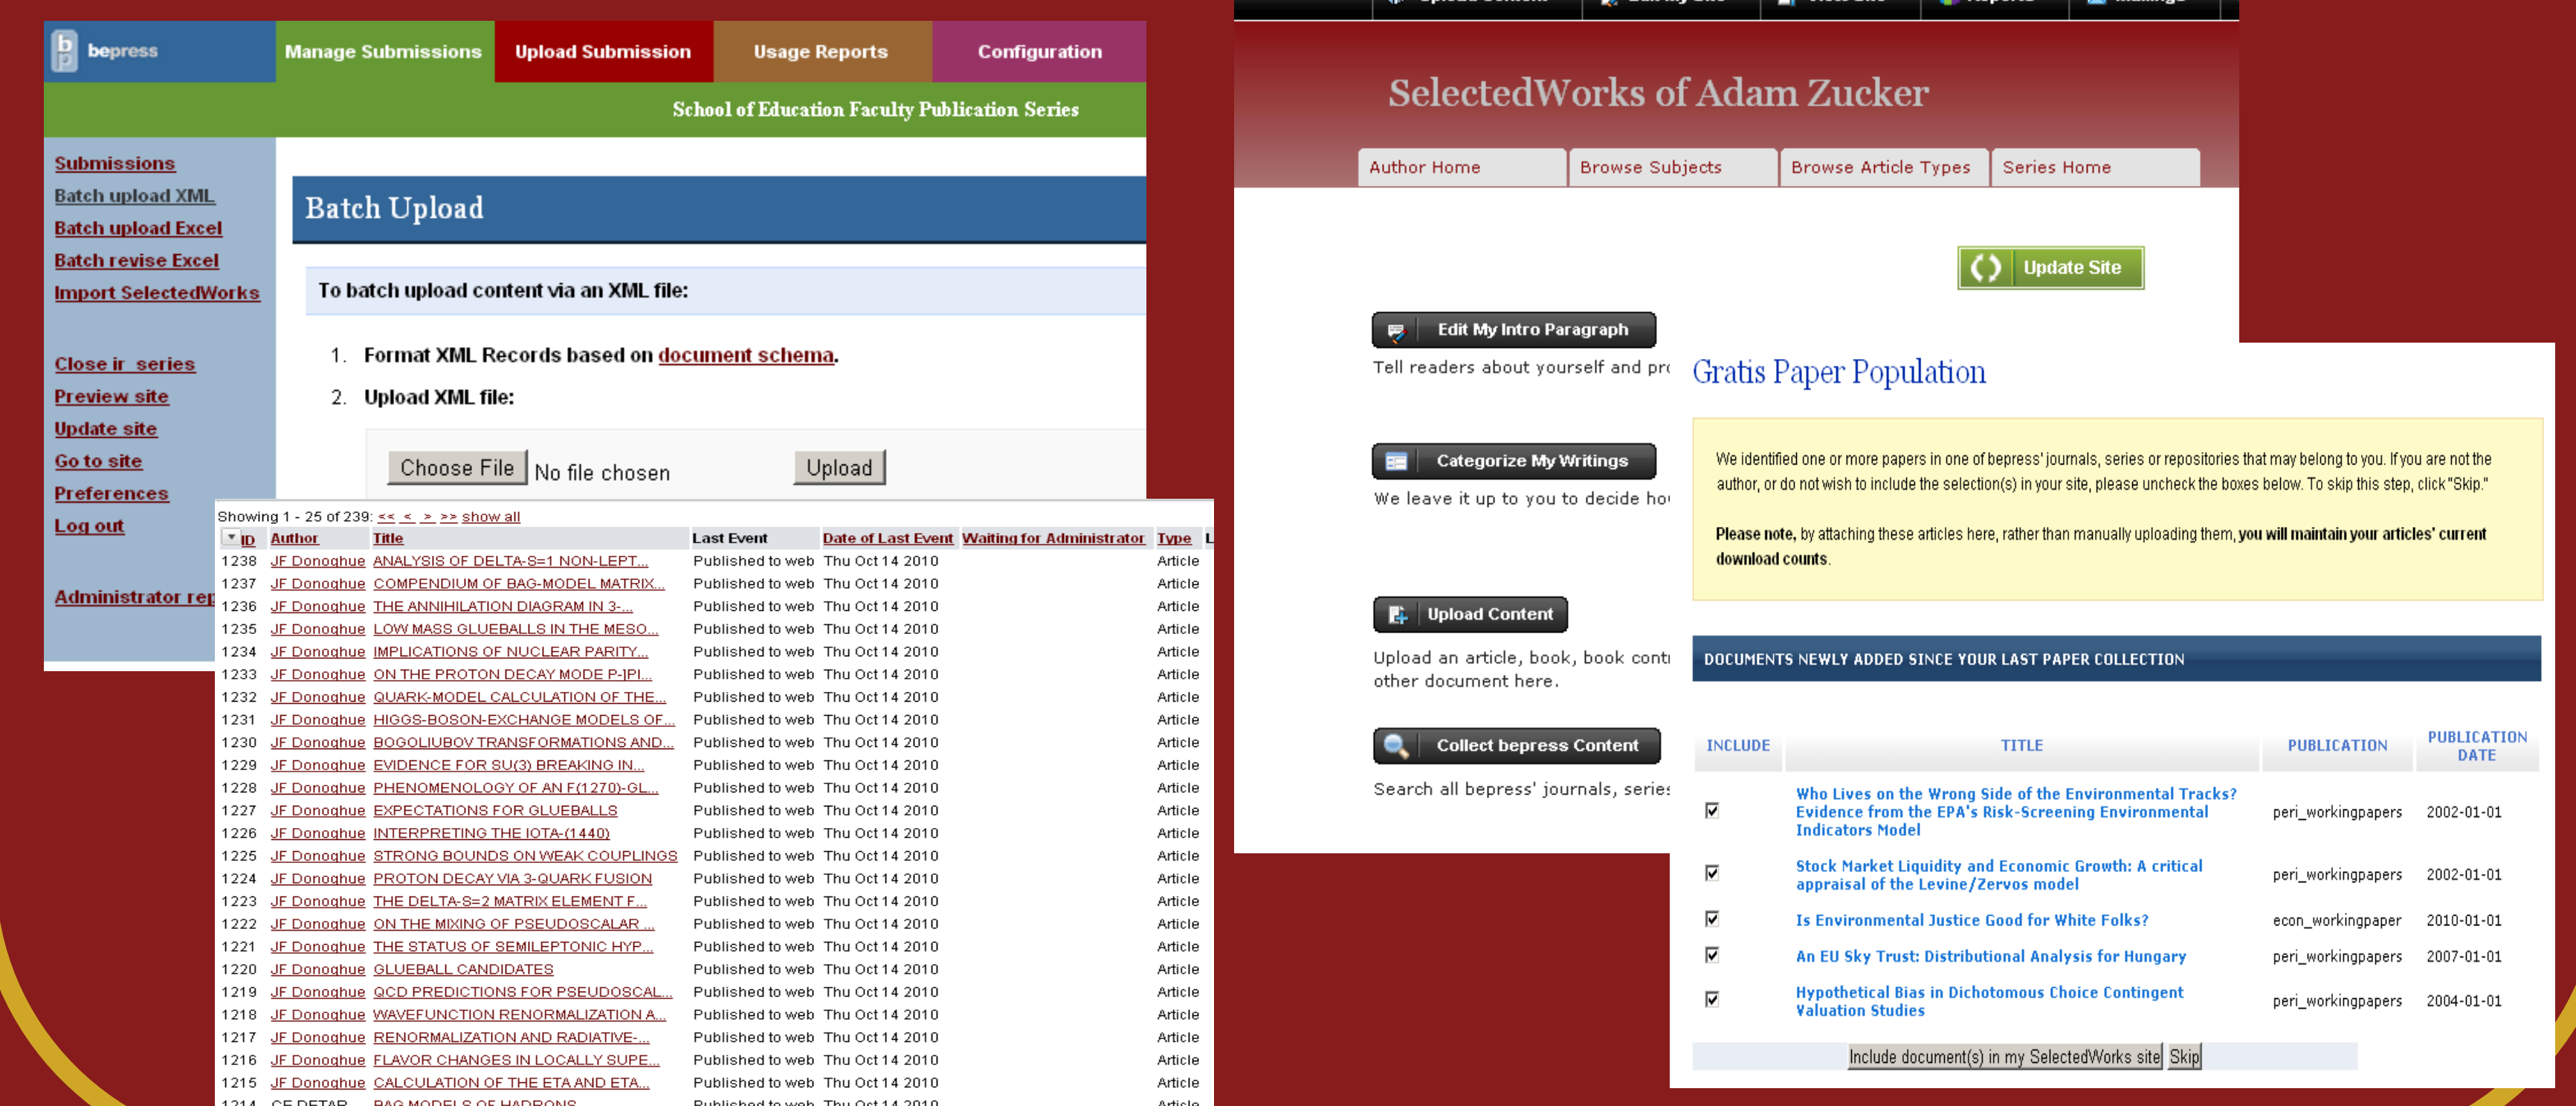 bepress
Manage Submissions
Upload Submission
Usage Reports
Configuration
School of Education Faculty Publication Series
Submissions
Batch upload XML
Batch upload Excel
Batch revise Excel
Import SelectedWorks
Close ir_series
Preview site
Update site
Go to site
Preferences
Log out
Administrator rep
Batch Upload
To batch upload content via an XML file:
1. Format XML Records based on document schema.
2. Upload XML file:
Choose File No file chosen
Upload
Showing 1 - 25 of 239: << < > >> show all
ID Author Title Last Event Date of Last Event Waiting for Administrator Type L
1238 JF Donoghue ANALYSIS OF DELTA-S=1 NON-LEPT... Published to web Thu Oct 14 2010 Article
1237 JF Donoghue COMPENDIUM OF BAG-MODEL MATRIX... Published to web Thu Oct 14 2010 Article
1236 JF Donoghue THE ANNIHILATION DIAGRAM IN 3-... Published to web Thu Oct 14 2010 Article
1235 JF Donoghue LOW MASS GLUEBALLS IN THE MESO... Published to web Thu Oct 14 2010 Article
1234 JF Donoghue IMPLICATIONS OF NUCLEAR PARITY... Published to web Thu Oct 14 2010 Article
1233 JF Donoghue ON THE PROTON DECAY MODE P-]PI... Published to web Thu Oct 14 2010 Article
1232 JF Donoghue QUARK-MODEL CALCULATION OF THE... Published to web Thu Oct 14 2010 Article
1231 JF Donoghue HIGGS-BOSON-EXCHANGE MODELS OF... Published to web Thu Oct 14 2010 Article
1230 JF Donoghue BOGOLIUBOV TRANSFORMATIONS AND... Published to web Thu Oct 14 2010 Article
1229 JF Donoghue EVIDENCE FOR SU(3) BREAKING IN... Published to web Thu Oct 14 2010 Article
1228 JF Donoghue PHENOMENOLOGY OF AN F(1270)-GL... Published to web Thu Oct 14 2010 Article
1227 JF Donoghue EXPECTATIONS FOR GLUEBALLS Published to web Thu Oct 14 2010 Article
1226 JF Donoghue INTERPRETING THE IOTA-(1440) Published to web Thu Oct 14 2010 Article
1225 JF Donoghue STRONG BOUNDS ON WEAK COUPLINGS Published to web Thu Oct 14 2010 Article
1224 JF Donoghue PROTON DECAY VIA 3-QUARK FUSION Published to web Thu Oct 14 2010 Article
1223 JF Donoghue THE DELTA-S=2 MATRIX ELEMENT F... Published to web Thu Oct 14 2010 Article
1222 JF Donoghue ON THE MIXING OF PSEUDOSCALAR ... Published to web Thu Oct 14 2010 Article
1221 JF Donoghue THE STATUS OF SEMILEPTONIC HYP... Published to web Thu Oct 14 2010 Article
1220 JF Donoghue GLUEBALL CANDIDATES Published to web Thu Oct 14 2010 Article
1219 JF Donoghue QCD PREDICTIONS FOR PSEUDOSCAL... Published to web Thu Oct 14 2010 Article
1218 JF Donoghue WAVEFUNCTION RENORMALIZATION A... Published to web Thu Oct 14 2010 Article
1217 JF Donoghue RENORMALIZATION AND RADIATIVE-... Published to web Thu Oct 14 2010 Article
1216 JF Donoghue FLAVOR CHANGES IN LOCALLY SUPE... Published to web Thu Oct 14 2010 Article
1215 JF Donoghue CALCULATION OF THE ETA AND ETA... Published to web Thu Oct 14 2010 Article
1214 CE DETAR BAG MODELS OF HADRONS Published to web Thu Oct 14 2010 Article
SelectedWorks of Adam Zucker
Author Home
Browse Subjects
Browse Article Types
Series Home
Update Site
Edit My Intro Paragraph
Tell readers about yourself and pro
Categorize My Writings
We leave it up to you to decide ho
Upload Content
Upload an article, book, book contr
other document here.
Collect bepress Content
Search all bepress' journals, series
Gratis Paper Population
We identified one or more papers in one of bepress' journals, series or repositories that may belong to you. If you are not the
author, or do not wish to include the selection(s) in your site, please uncheck the boxes below. To skip this step, click "Skip."
Please note, by attaching these articles here, rather than manually uploading them, you will maintain your articles' current
download counts.
DOCUMENTS NEWLY ADDED SINCE YOUR LAST PAPER COLLECTION
INCLUDE TITLE PUBLICATION PUBLICATION
DATE
Who Lives on the Wrong Side of the Environmental Tracks?
Evidence from the EPA's Risk-Screening Environmental peri_workingpapers 2002-01-01
Indicators Model
Stock Market Liquidity and Economic Growth: A critical
appraisal of the Levine/Zervos model peri_workingpapers 2002-01-01
Is Environmental Justice Good for White Folks? econ_workingpaper 2010-01-01
An EU Sky Trust: Distributional Analysis for Hungary peri_workingpapers 2007-01-01
Hypothetical Bias in Dichotomous Choice Contingent
Valuation Studies peri_workingpapers 2004-01-01
Include document(s) in my SelectedWorks site Skip